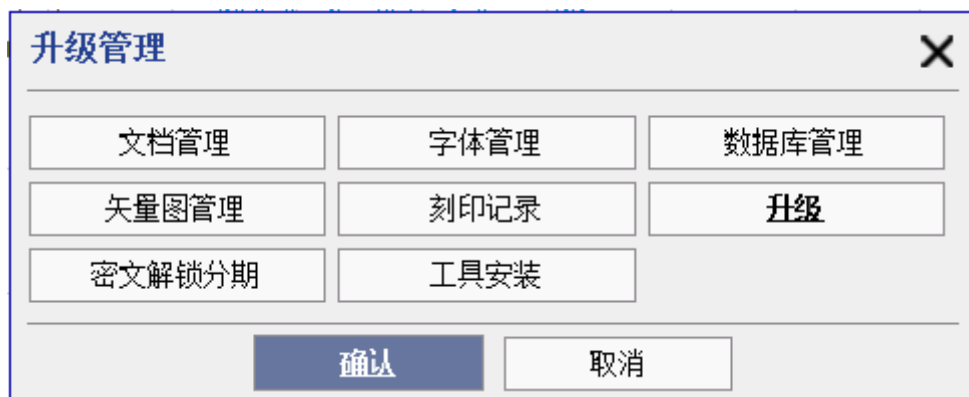 升级管理
文档管理 字体管理 数据库管理
矢量图管理 刻印记录 升级
密文解锁分期 工具安装
确认 取消